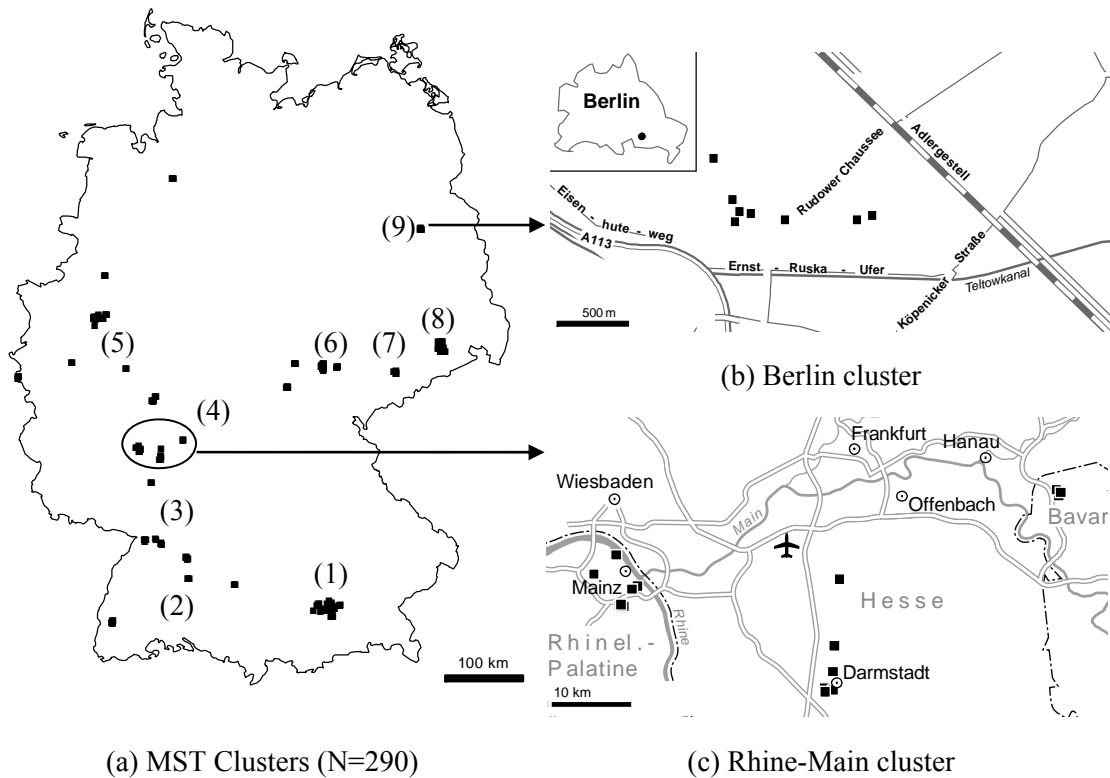 (9)
(8)
(5)
(6)
(7)
(4)
(3)
(1)
(2)
100 km
(a) MST Clusters (N=290)
Berlin
Eisen - hute - weg
A113
Rudower Chaussee
Adlergestell
Ernst - Ruska - Ufer
Köpenicker Straße
Teltowkanal
500 m
(b) Berlin cluster
Frankfurt
Hanau
Wiesbaden
Offenbach
Bavar
Main
Mainz
Rhine
Hesse
Rhinel.-
Palatine
Darmstadt
10 km
(c) Rhine-Main cluster